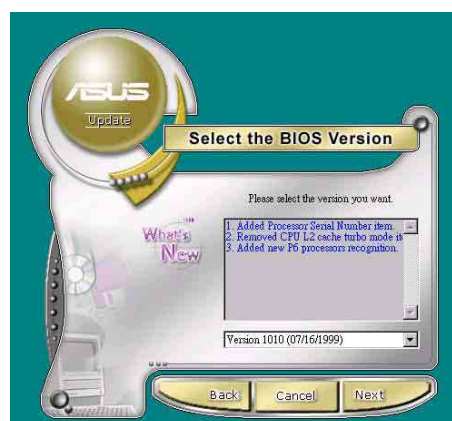 ASUS
Update
Select the BIOS Version
Please select the version you want.
What's
New
1. Added Processor Serial Number item.
2. Removed CPU L2 cache turbo mode it
3. Added new P6 processors recognition.
Version 1010 (07/16/1999)
Back
Cancel
Next